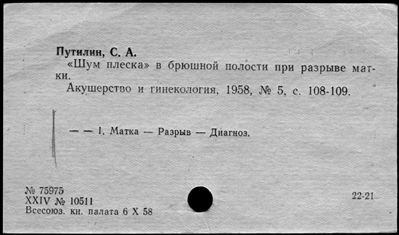 Путилин, С. А.
«Шум плеска» в брюшной полости при разрыве мат-
ки.
Акушерство и гинекология, 1958, № 5, с. 108-109.
— — 1. Матка — Разрыв — Диагноз.
№ 75975
XXIV № 10511
Всесоюз. кн. палата 6 X 58
22-21